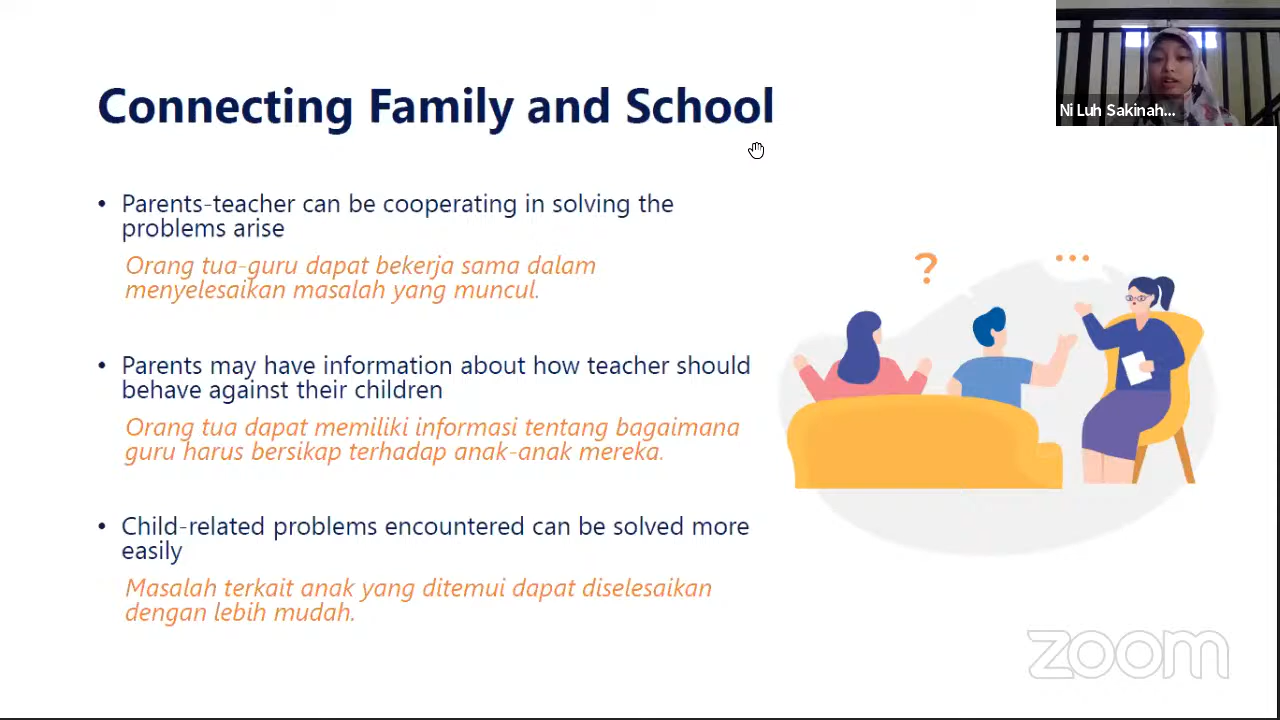 Connecting Family and School
Ni Luh Sakinah...
• Parents-teacher can be cooperating in solving the
problems arise
Orang tua-guru dapat bekerja sama dalam
menyelesaikan masalah yang muncul.
• Parents may have information about how teacher should
behave against their children
Orang tua dapat memiliki informasi tentang bagaimana
guru harus bersikap terhadap anak-anak mereka.
• Child-related problems encountered can be solved more
easily
Masalah terkait anak yang ditemui dapat diselesaikan
dengan lebih mudah.
?
...
zoom